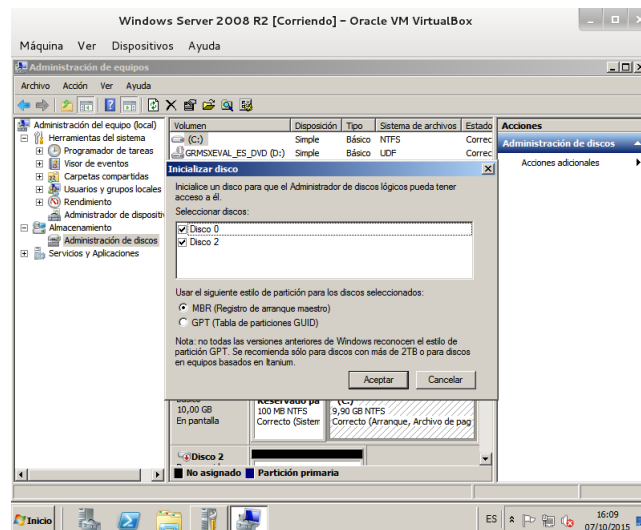 Windows Server 2008 R2 [Corriendo] - Oracle VM VirtualBox
Máquina Ver Dispositivos Ayuda
Administración de equipos
Archivo Acción Ver Ayuda
Administración del equipo (local)
Herramientas del sistema
Programador de tareas
Visor de eventos
Carpetas compartidas
Usuarios y grupos locales
Rendimiento
Administrador de dispositi
Almacenamiento
Administración de discos
Servicios y Aplicaciones
Volumen Disposición Tipo Sistema de archivos Estado
(C:) Simple Básico NTFS Correc
GRMSXEVAL_ES_DVD (D:) Simple Básico UDF Correc
Acciones
Administración de discos
Acciones adicionales
Inicializar disco
Inicialice un disco para que el Administrador de discos lógicos pueda tener
acceso a él.
Seleccionar discos:
Disco 0
Disco 2
Usar el siguiente estilo de partición para los discos seleccionados:
MBR (Registro de arranque maestro)
GPT (Tabla de particiones GUID)
Nota: no todas las versiones anteriores de Windows reconocen el estilo de
partición GPT. Se recomienda sólo para discos con más de 2TB o para discos
en equipos basados en Itanium.
Aceptar Cancelar
Básico Reservado pa (C:)
10,00 GB 100 MB NTFS 9,90 GB NTFS
En pantalla Correcto (Sistem Correcto (Arranque, Archivo de pag
Disco 2
No asignado Partición primaria
Inicio ES 16:09
07/10/2015